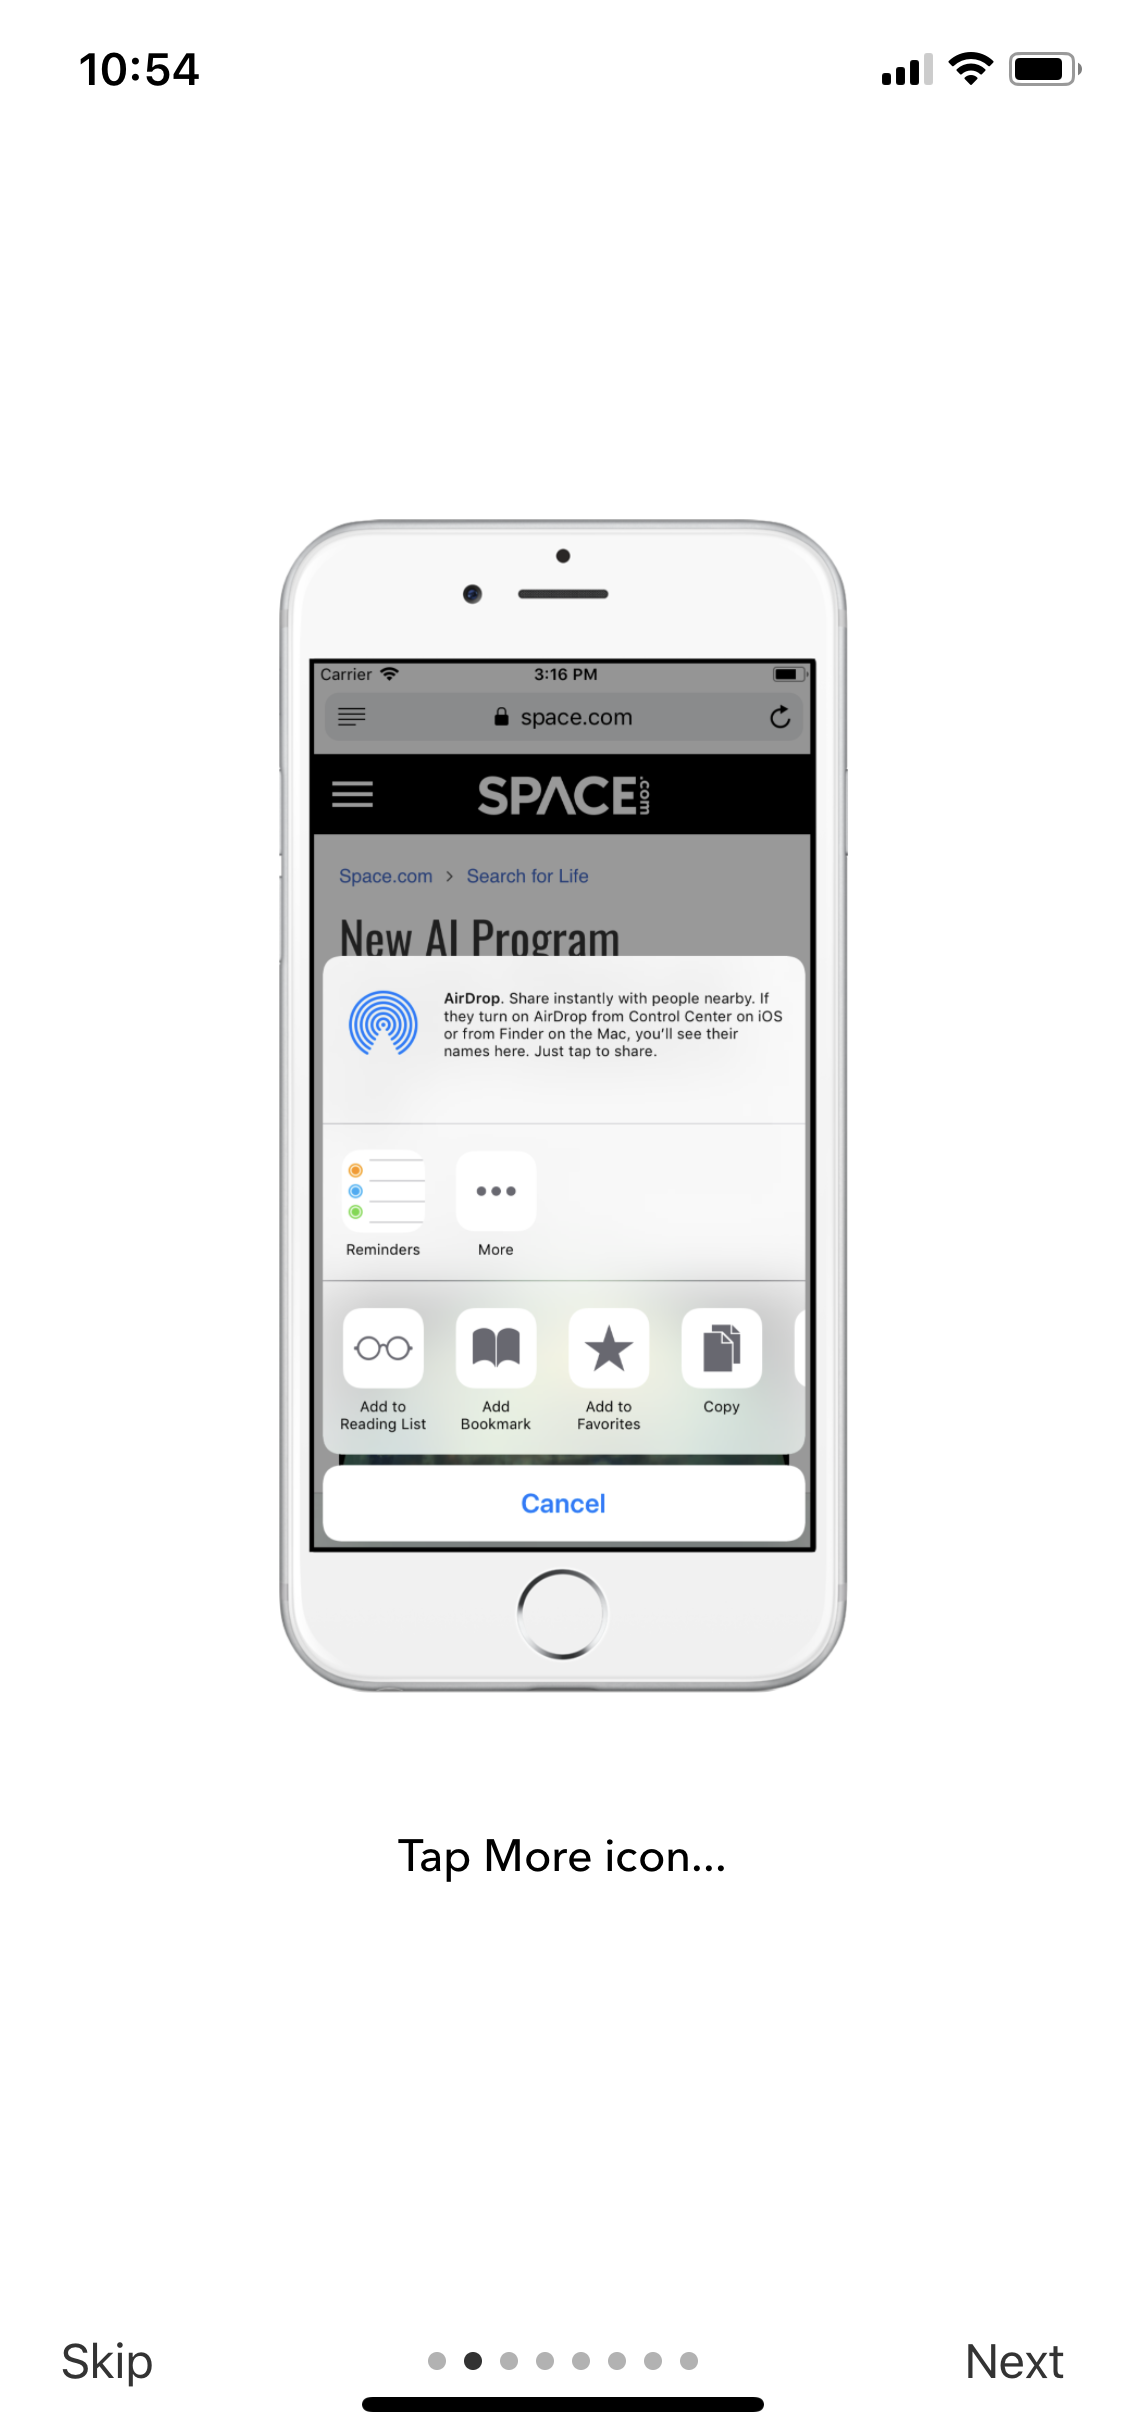 10:54
Carrier
3:16 PM
space.com
SPACE.com
Space.com > Search for Life
New AI Program
AirDrop. Share instantly with people nearby. If
they turn on AirDrop from Control Center on iOS
or from Finder on the Mac, you'll see their
names here. Just tap to share.
Reminders
More
Add to
Reading List
Add
Bookmark
Add to
Favorites
Copy
Cancel
Tap More icon...
Skip
Next